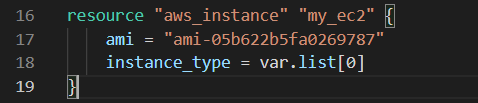 16 resource "aws_instance" "my_ec2" {
17 ami = "ami-05b622b5fa0269787"
18 instance_type = var.list[0]
19 }